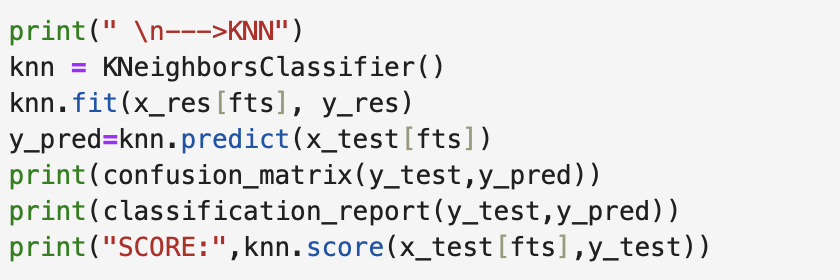 print(" \n--->KNN")
knn = KNeighborsClassifier()
knn.fit(x_res[fts], y_res)
y_pred=knn.predict(x_test[fts])
print(confusion_matrix(y_test,y_pred))
print(classification_report(y_test,y_pred))
print("SCORE:",knn.score(x_test[fts],y_test))